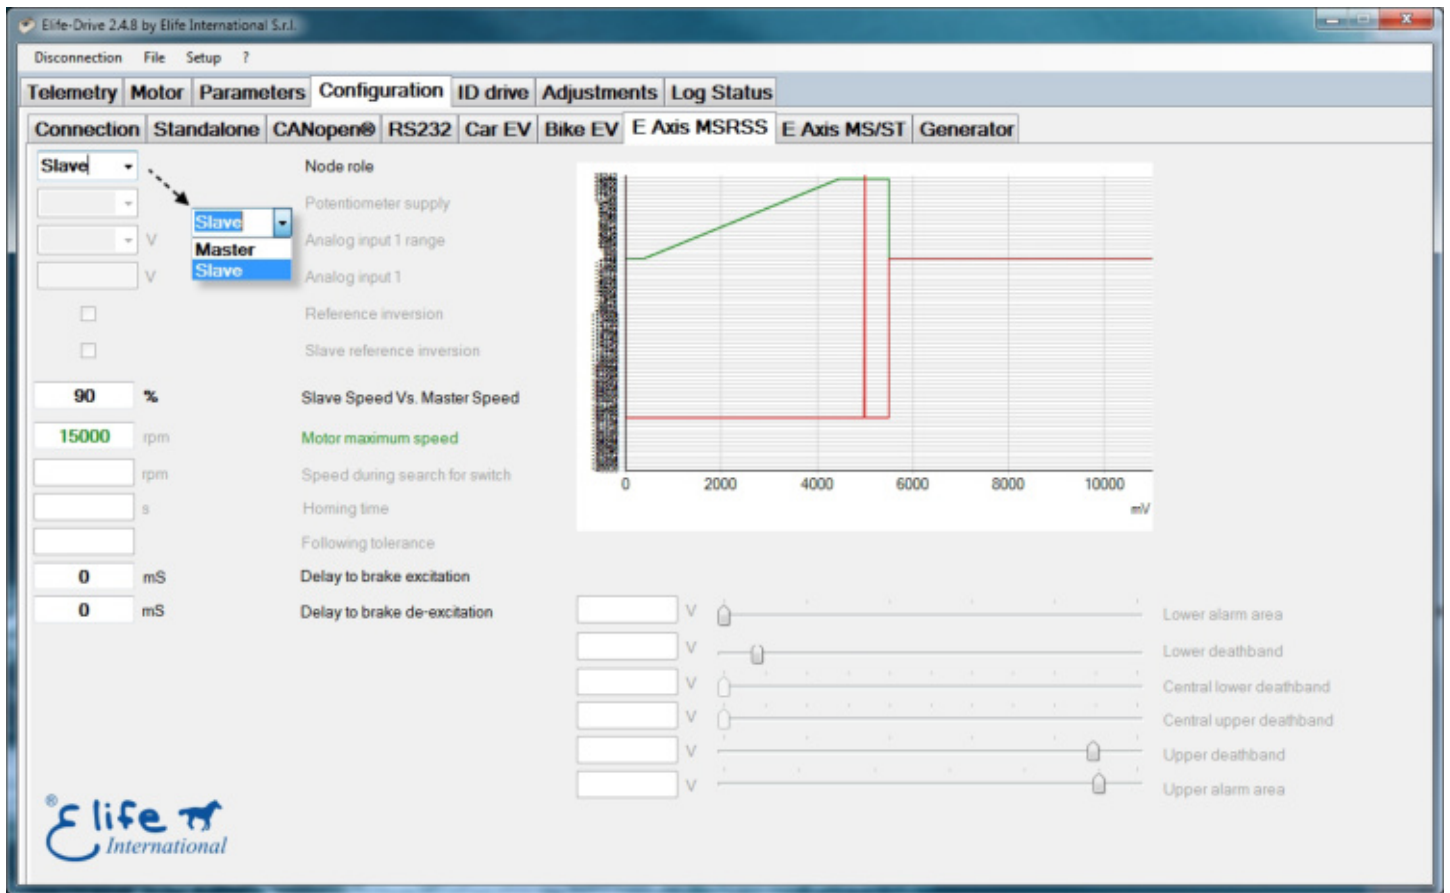 Elife-Drive 2.4.8 by Elife International S.r.l.
Disconnection File Setup ?
Telemetry Motor Parameters Configuration ID drive Adjustments Log Status
Connection Standalone CANopen® RS232 Car EV Bike EV E Axis MSRSS E Axis MS/ST Generator
Slave Node role
Potentiometer supply
Slave
V Analog input 1 range
Master
V Analog input 1
Slave
Reference inversion
Slave reference inversion
90 % Slave Speed Vs. Master Speed
15000 rpm Motor maximum speed
rpm Speed during search for switch
s Homing time
Following tolerance
0 mS Delay to brake excitation
0 mS Delay to brake de-excitation
0 2000 4000 6000 8000 10000
mV
V Lower alarm area
V Lower deathband
V Central lower deathband
V Central upper deathband
V Upper deathband
V Upper alarm area
® Elife
International